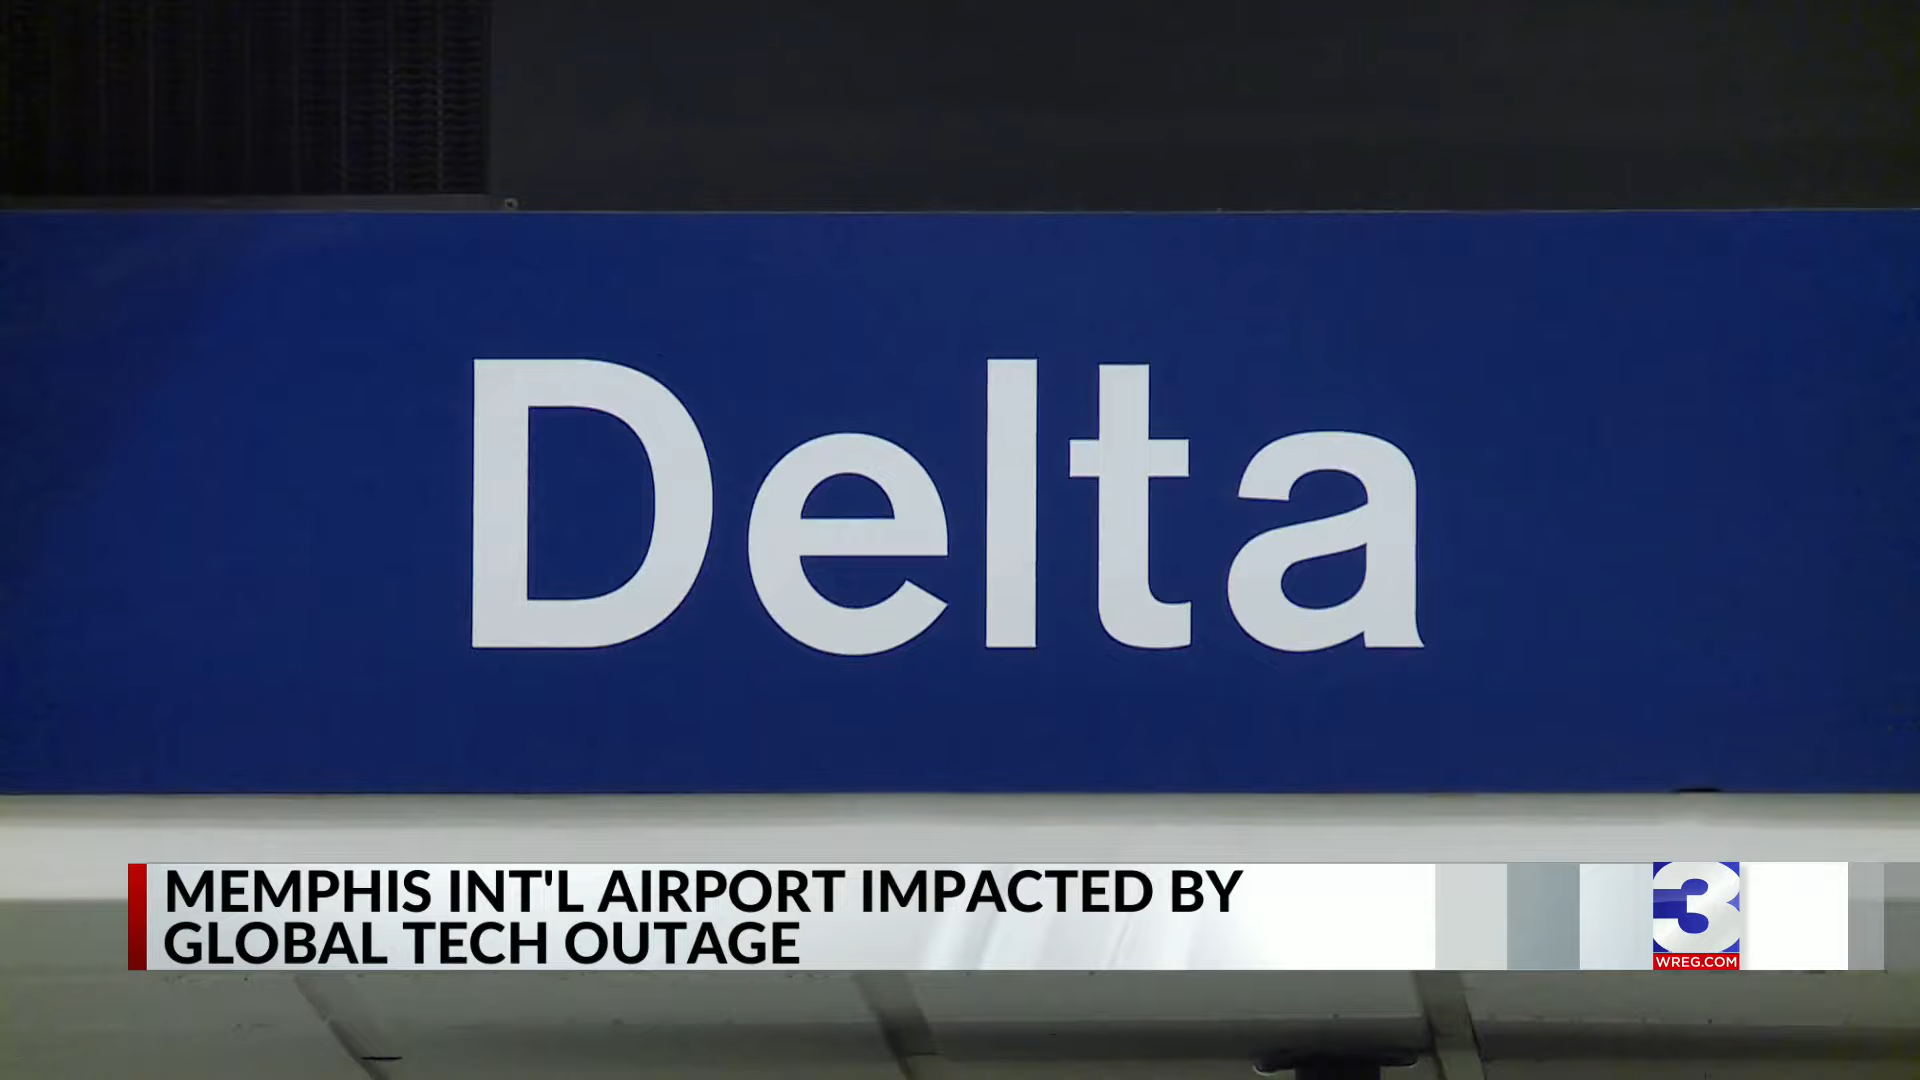 Delta
MEMPHIS INT'L AIRPORT IMPACTED BY
GLOBAL TECH OUTAGE
3
WREG.COM